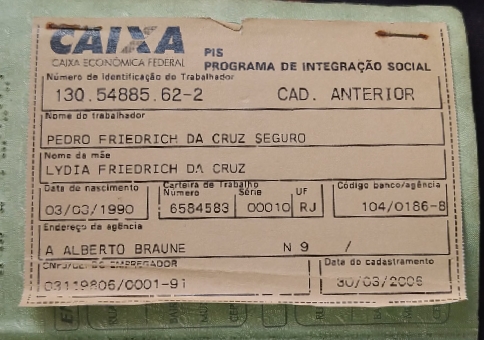 CAIXA
CAIXA ECONÔMICA FEDERAL
PIS
PROGRAMA DE INTEGRAÇÃO SOCIAL
Número de Identificação do Trabalhador
130.54885.62-2 CAD. ANTERIOR
Nome do trabalhador
PEDRO FRIEDRICH DA CRUZ SEGURO
Nome da mãe
LYDIA FRIEDRICH DA CRUZ
Data de nascimento Carteira de Trabalho Número Série UF Código banco/agência
03/03/1990 6584583 00010 RJ 104/0186-8
Endereço da agência
A ALBERTO BRAUNE N 9 /
EMPREGADOR Data do cadastramento
03119806/0001-91 30/03/2006